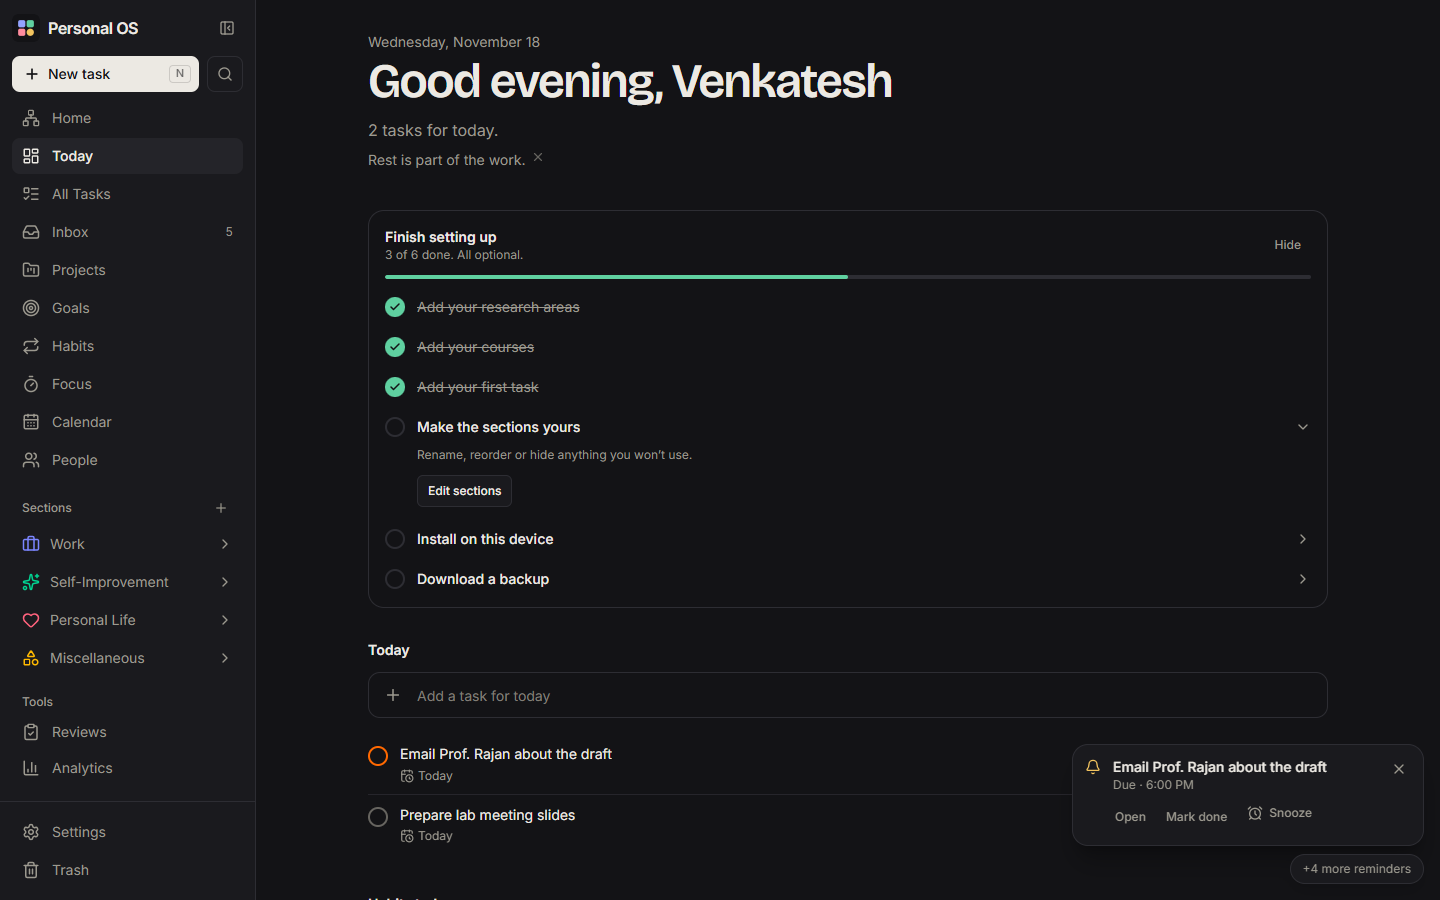 Personal OS
New task
N
Home
Today
All Tasks
Inbox
5
Projects
Goals
Habits
Focus
Calendar
People
Sections
Work
Self-Improvement
Personal Life
Miscellaneous
Tools
Reviews
Analytics
Settings
Trash
Wednesday, November 18
Good evening, Venkatesh
2 tasks for today.
Rest is part of the work.
Finish setting up
3 of 6 done. All optional.
Hide
Add your research areas
Add your courses
Add your first task
Make the sections yours
Rename, reorder or hide anything you won't use.
Edit sections
Install on this device
Download a backup
Today
Add a task for today
Email Prof. Rajan about the draft
Today
Prepare lab meeting slides
Today
Email Prof. Rajan about the draft
Due · 6:00 PM
Open
Mark done
Snooze
+4 more reminders